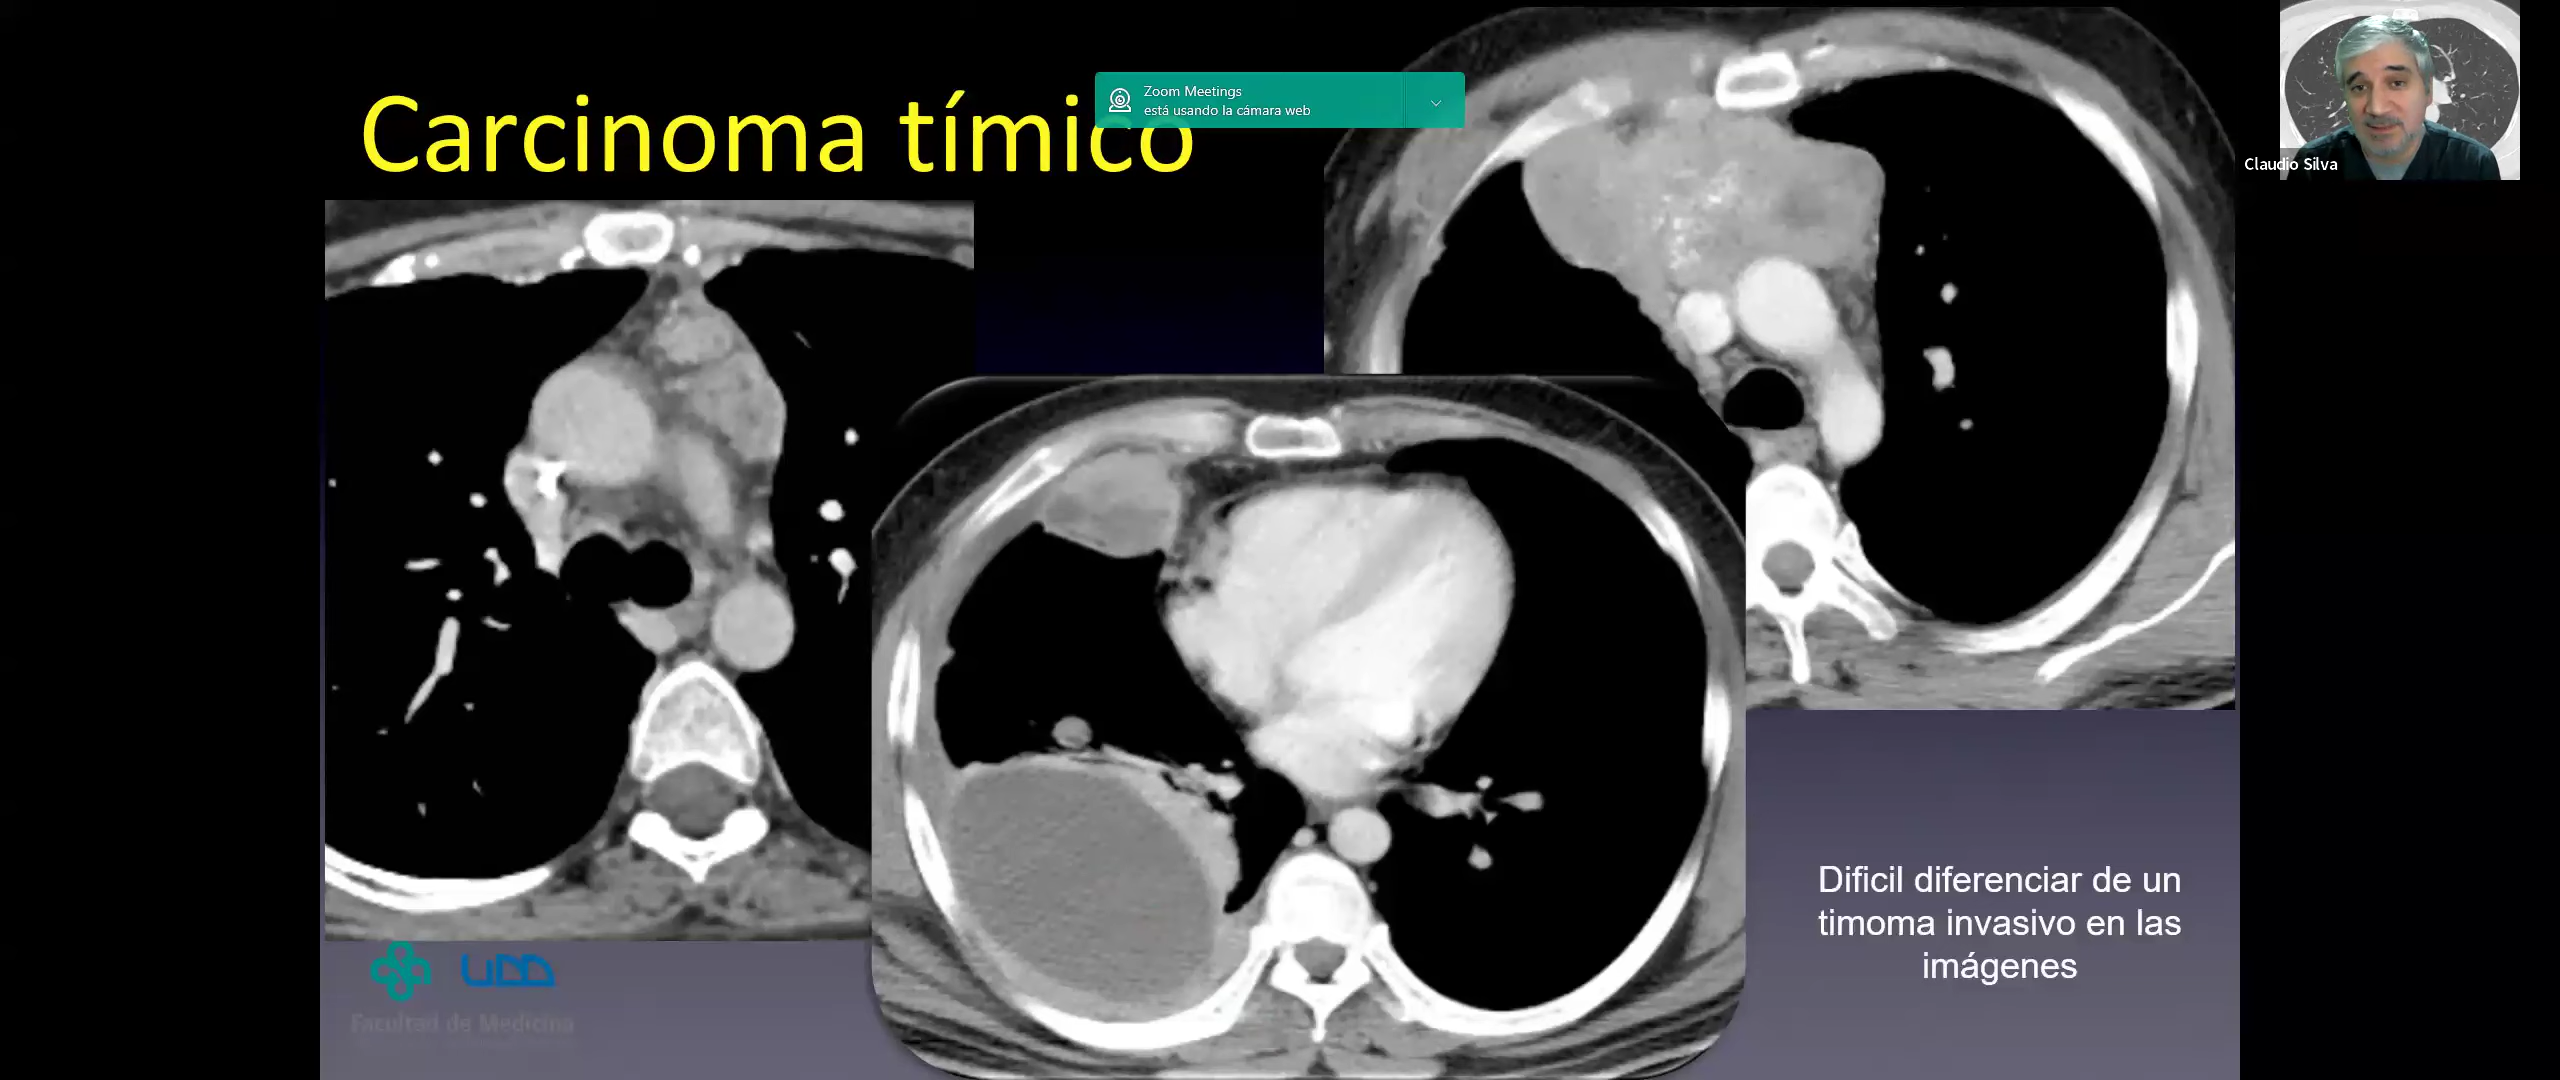 Zoom Meetings
está usando la cámara web
Carcinoma tímico
Claudio Silva
Dificil diferenciar de un
timoma invasivo en las
imágenes
UDD
Facultad de Medicina